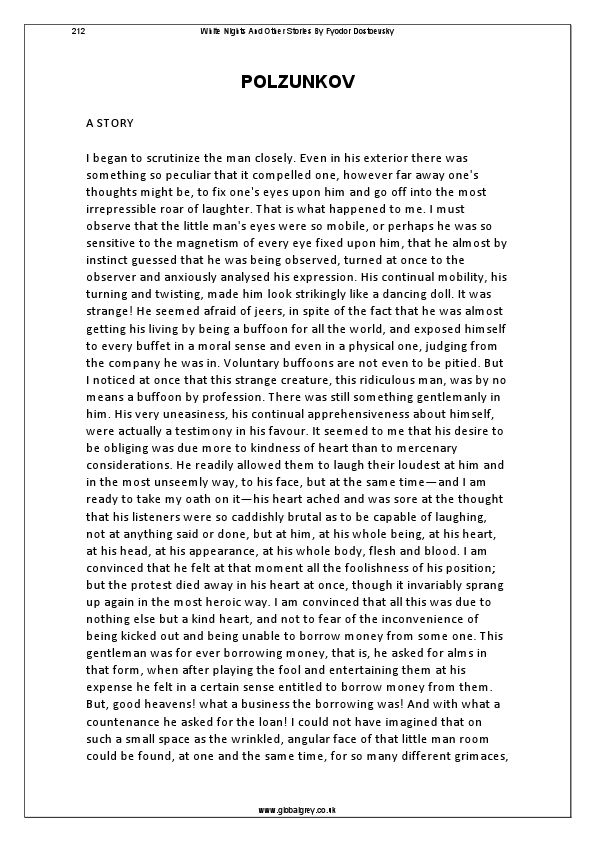 212 White Nights And Other Stories By Fyodor Dostoevsky
POLZUNKOV
A STORY
I began to scrutinize the man closely. Even in his exterior there was
something so peculiar that it compelled one, however far away one's
thoughts might be, to fix one's eyes upon him and go off into the most
irrepressible roar of laughter. That is what happened to me. I must
observe that the little man's eyes were so mobile, or perhaps he was so
sensitive to the magnetism of every eye fixed upon him, that he almost by
instinct guessed that he was being observed, turned at once to the
observer and anxiously analysed his expression. His continual mobility, his
turning and twisting, made him look strikingly like a dancing doll. It was
strange! He seemed afraid of jeers, in spite of the fact that he was almost
getting his living by being a buffoon for all the world, and exposed himself
to every buffet in a moral sense and even in a physical one, judging from
the company he was in. Voluntary buffoons are not even to be pitied. But
I noticed at once that this strange creature, this ridiculous man, was by no
means a buffoon by profession. There was still something gentlemanly in
him. His very uneasiness, his continual apprehensiveness about himself,
were actually a testimony in his favour. It seemed to me that his desire to
be obliging was due more to kindness of heart than to mercenary
considerations. He readily allowed them to laugh their loudest at him and
in the most unseemly way, to his face, but at the same time—and I am
ready to take my oath on it—his heart ached and was sore at the thought
that his listeners were so caddishly brutal as to be capable of laughing,
not at anything said or done, but at him, at his whole being, at his heart,
at his head, at his appearance, at his whole body, flesh and blood. I am
convinced that he felt at that moment all the foolishness of his position;
but the protest died away in his heart at once, though it invariably sprang
up again in the most heroic way. I am convinced that all this was due to
nothing else but a kind heart, and not to fear of the inconvenience of
being kicked out and being unable to borrow money from some one. This
gentleman was for ever borrowing money, that is, he asked for alms in
that form, when after playing the fool and entertaining them at his
expense he felt in a certain sense entitled to borrow money from them.
But, good heavens! what a business the borrowing was! And with what a
countenance he asked for the loan! I could not have imagined that on
such a small space as the wrinkled, angular face of that little man room
could be found, at one and the same time, for so many different grimaces,
www.globalgrey.co.uk